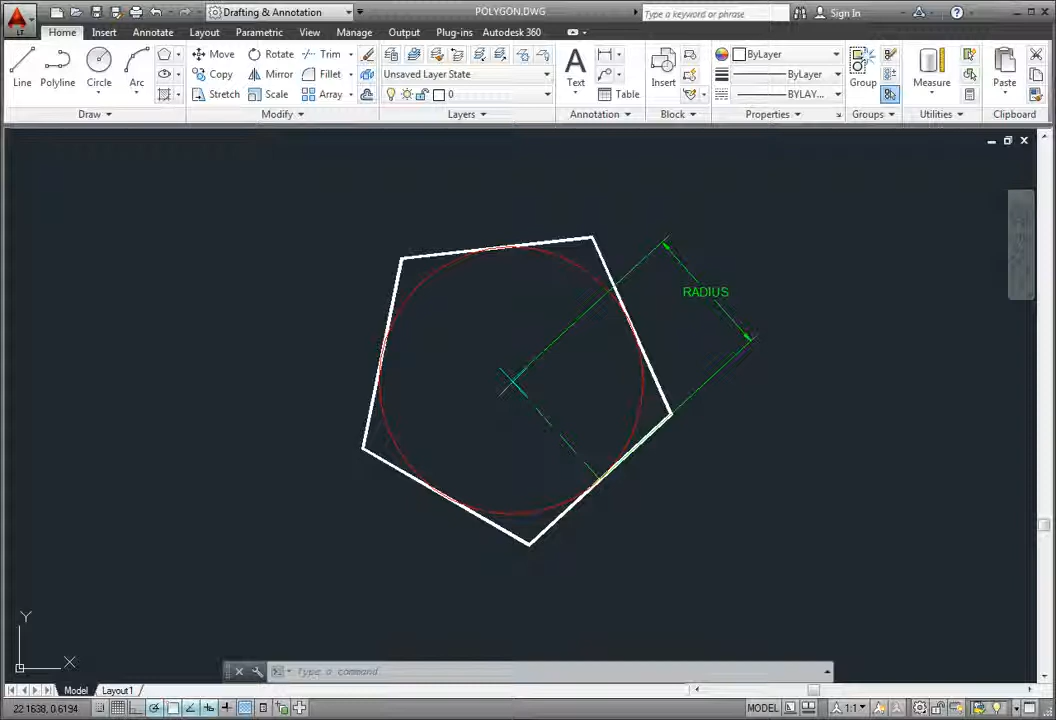 Drafting & Annotation
POLYGON.DWG
Type a keyword or phrase
Sign In
LT
Home Insert Annotate Layout Parametric View Manage Output Plug-ins Autodesk 360
Line Polyline Circle Arc
Move Rotate Trim
Copy Mirror Fillet
Stretch Scale Array
Unsaved Layer State
0
Text
Table
Insert
ByLayer
ByLayer
BYLAY...
Group
Measure
Paste
Draw Modify Layers Annotation Block Properties Groups Utilities Clipboard
RADIUS
Y
X
Type a command
Model Layout1
22.1638, 0.6194
MODEL
1:1